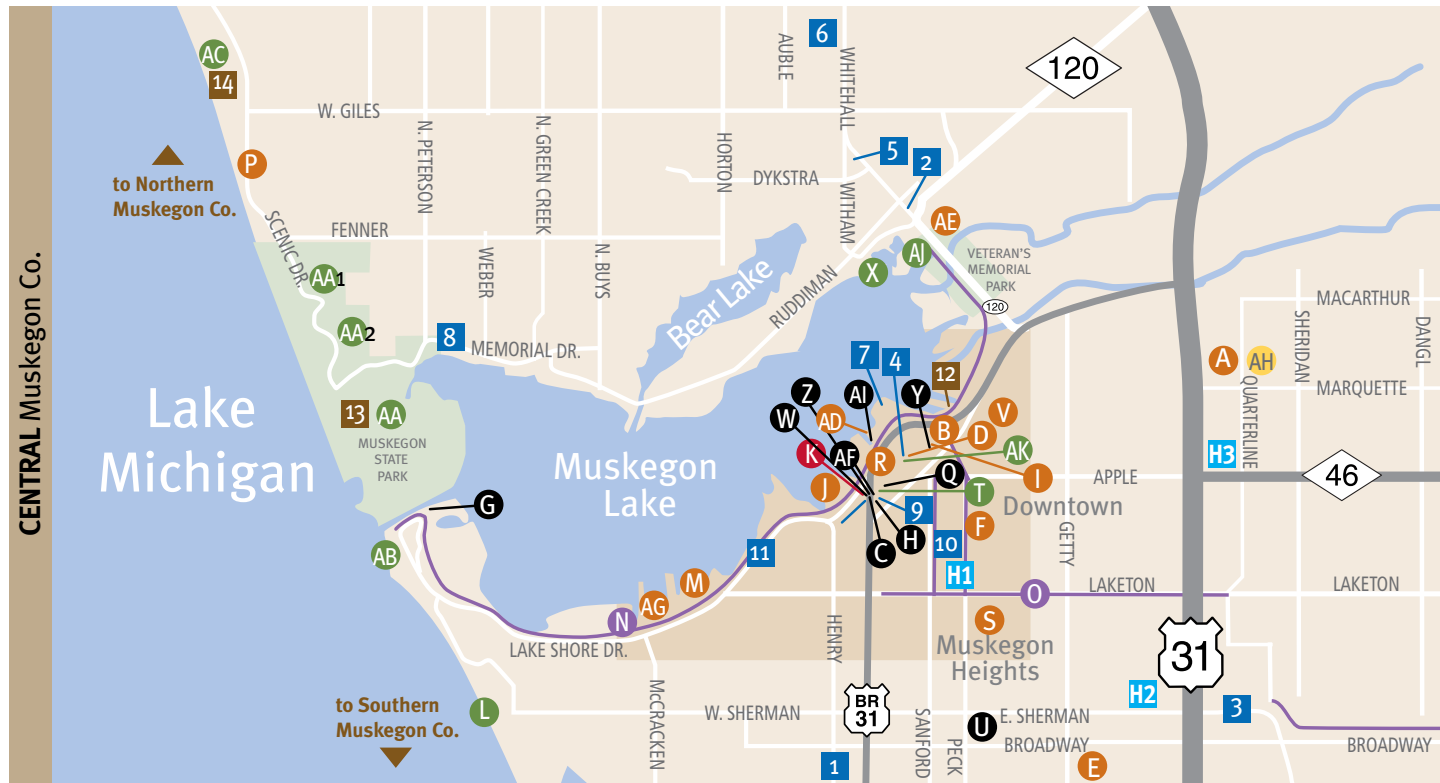 CENTRAL Muskegon Co.
AC
14
6
AUBLE
WHITEHALL
120
W. GILES
N. PETERSON
N. GREEN CREEK
HORTON
5
2
P
DYKSTRA
to Northern
Muskegon Co.
WITHAM
SCENIC DR.
FENNER
AE
WEBER
N. BUYS
AJ
VETERAN'S
MEMORIAL
PARK
X
AA1
Bear Lake
RUDDIMAN
120
MACARTHUR
SHERIDAN
DANGL
AA2
8
MEMORIAL DR.
7
4
A
AH
QUARTERLINE
MARQUETTE
12
Z
AI
Y
Lake
Michigan
13
AA
MUSKEGON
STATE
PARK
W
AD
V
B
D
K
AF
R
AK
H3
Muskegon
Lake
J
Q
I
APPLE
46
T
Downtown
G
9
F
H
C
10
GETTY
AB
11
H1
M
LAKETON
LAKETON
O
AG
N
S
HENRY
LAKE SHORE DR.
Muskegon
Heights
31
McCRACKEN
H2
to Southern
Muskegon Co.
L
BR
31
W. SHERMAN
SANFORD
PECK
U
E. SHERMAN
3
BROADWAY
BROADWAY
1
E